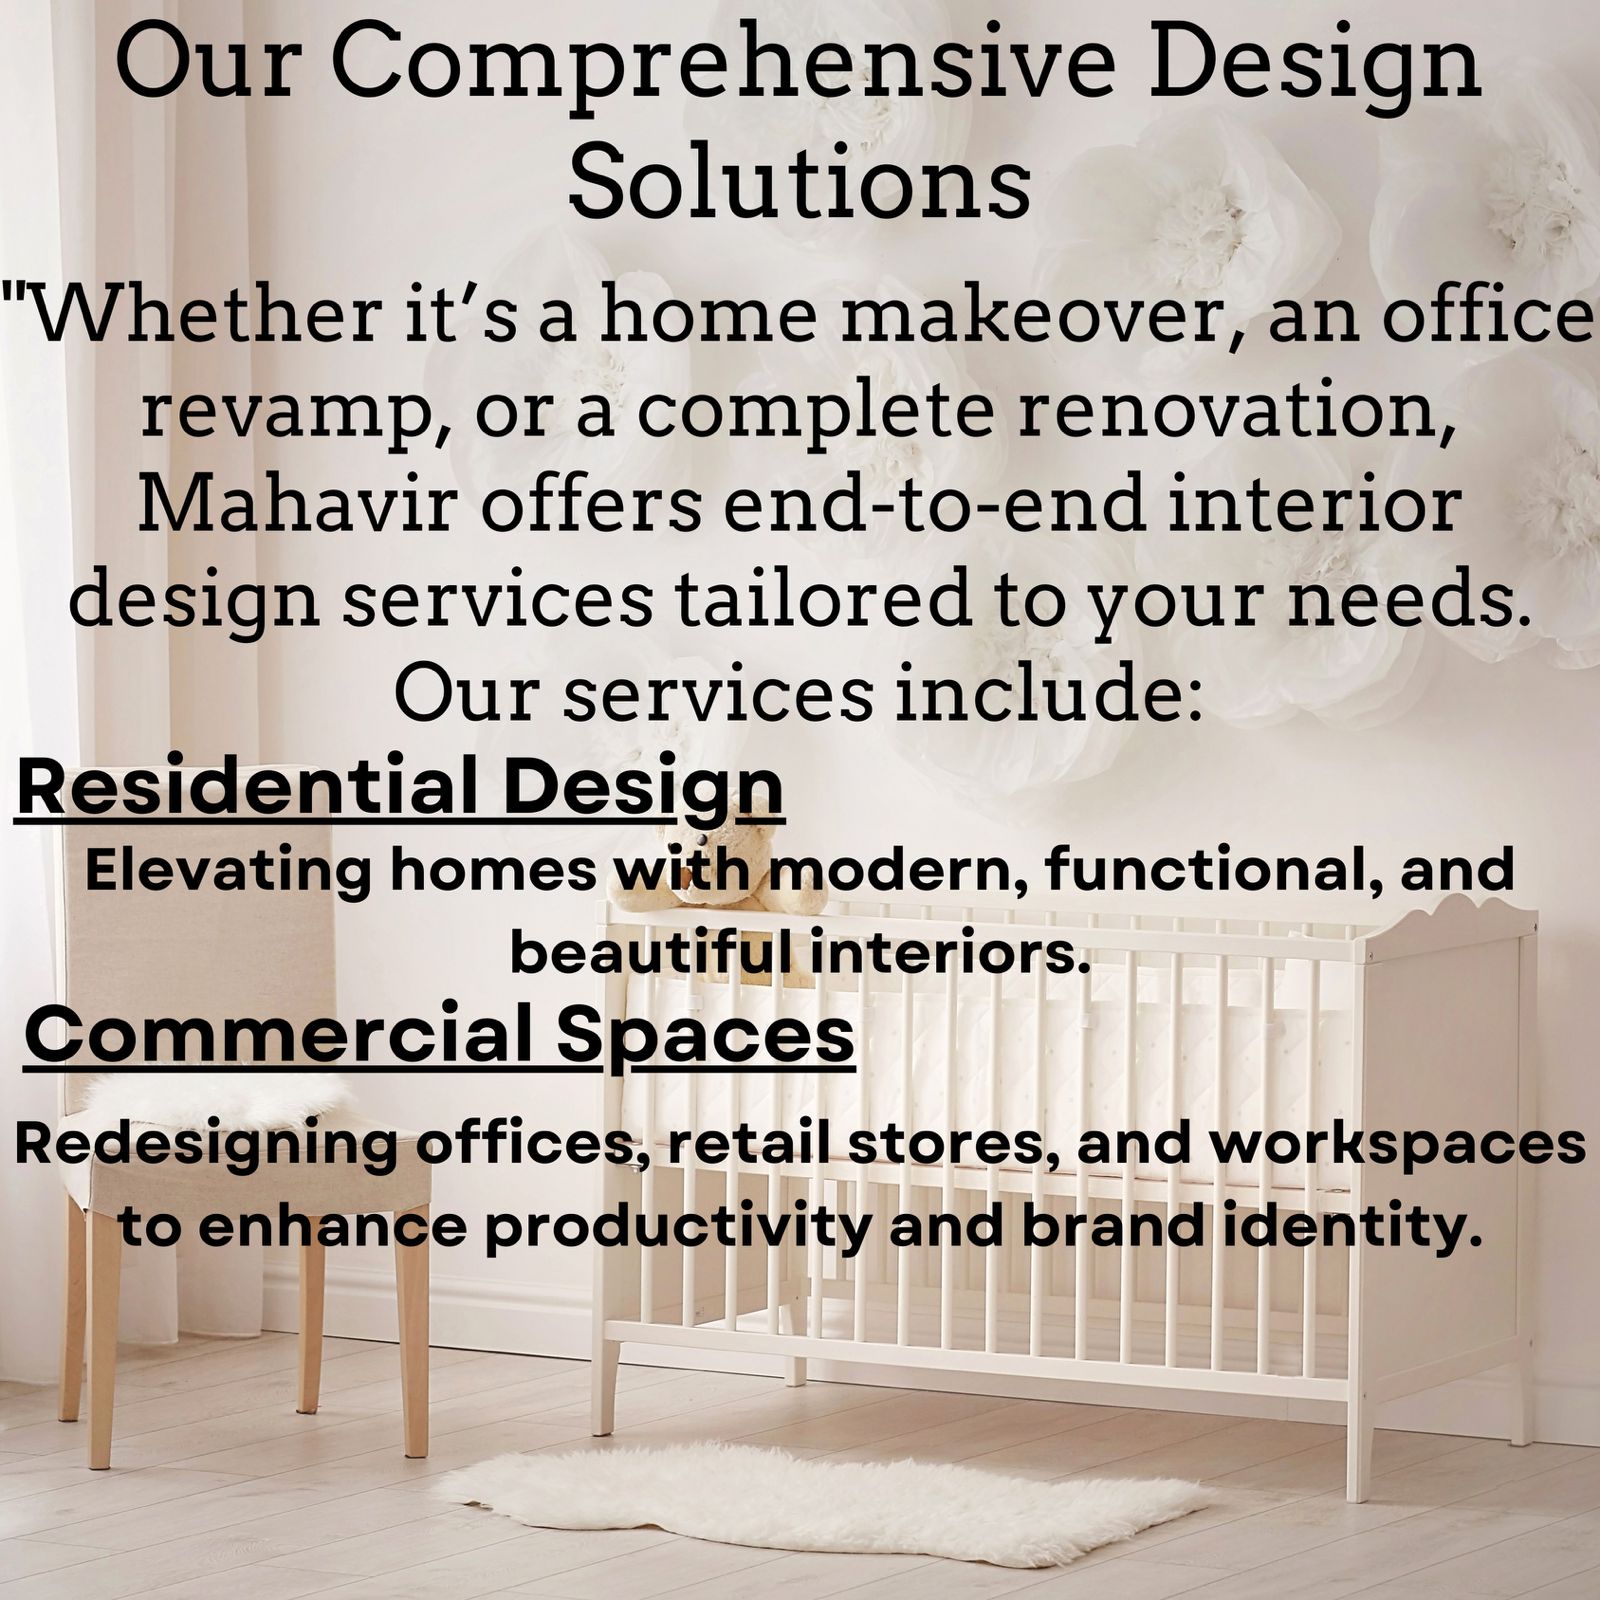 Our Comprehensive Design
Solutions
"Whether it’s a home makeover, an office
revamp, or a complete renovation,
Mahavir offers end-to-end interior
design services tailored to your needs.
Our services include:
Residential Design
Elevating homes with modern, functional, and
beautiful interiors.
Commercial Spaces
Redesigning offices, retail stores, and workspaces
to enhance productivity and brand identity.